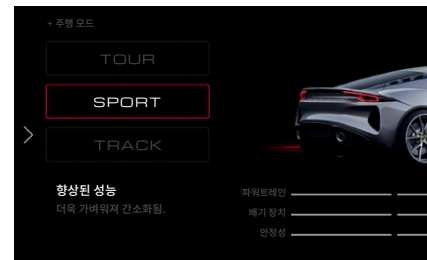 + 주행 모드
TOUR
SPORT
TRACK
향상된 성능
더욱 가벼워져 간소화됨.
파워트레인
배기 장치
안정성